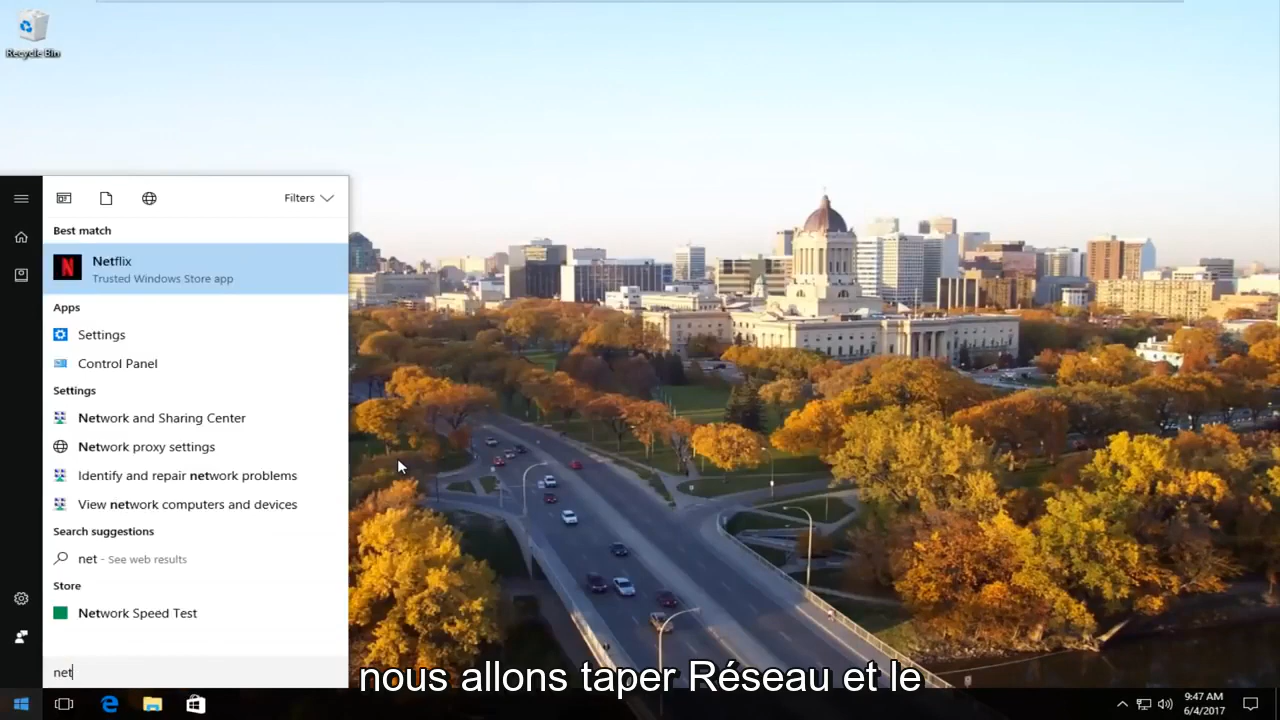 Recycle Bin
Filters
Best match
Netflix
Trusted Windows Store app
Apps
Settings
Control Panel
Settings
Network and Sharing Center
Network proxy settings
Identify and repair network problems
View network computers and devices
Search suggestions
net - See web results
Store
Network Speed Test
net
nous allons taper Réseau et le
9:47 AM
6/4/2017